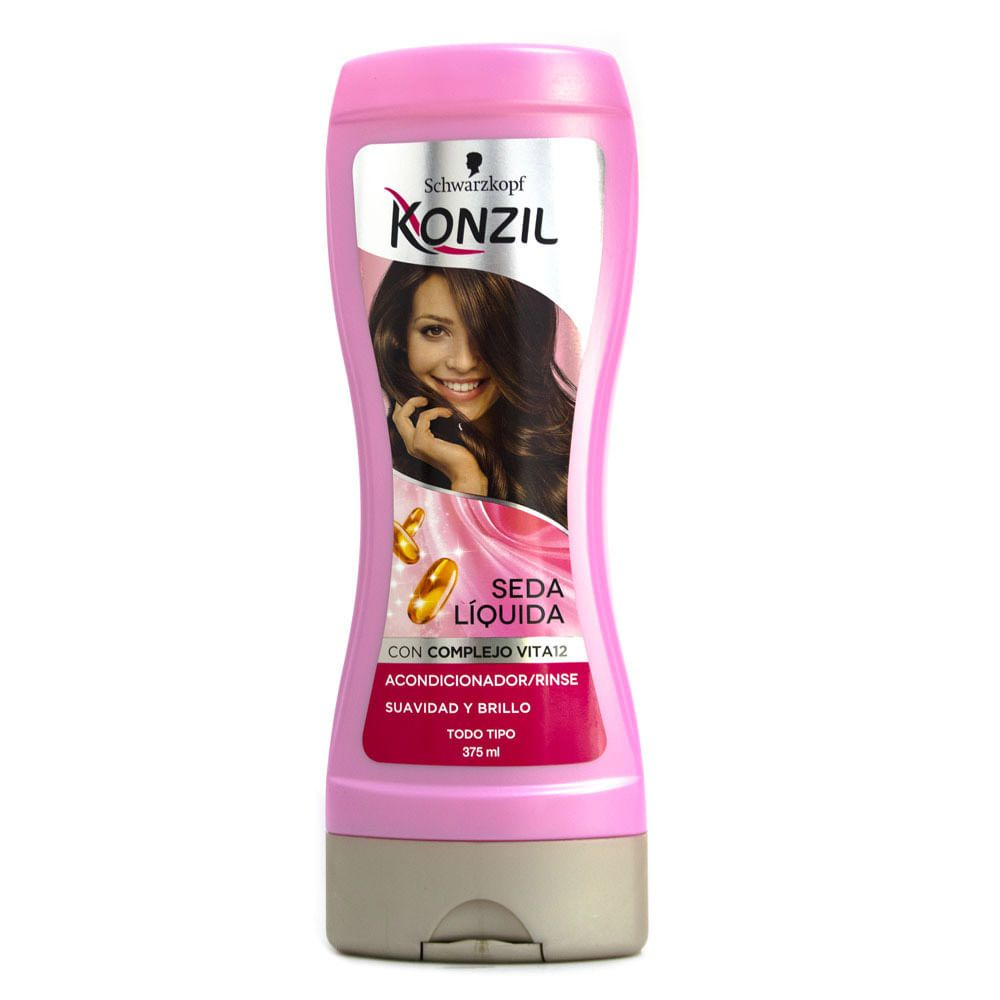 Schwarzkopf
KONZIL
SEDA
LÍQUIDA
CON COMPLEJO VITA12
ACONDICIONADOR/RINSE
SUAVIDAD Y BRILLO
TODO TIPO
375 ml